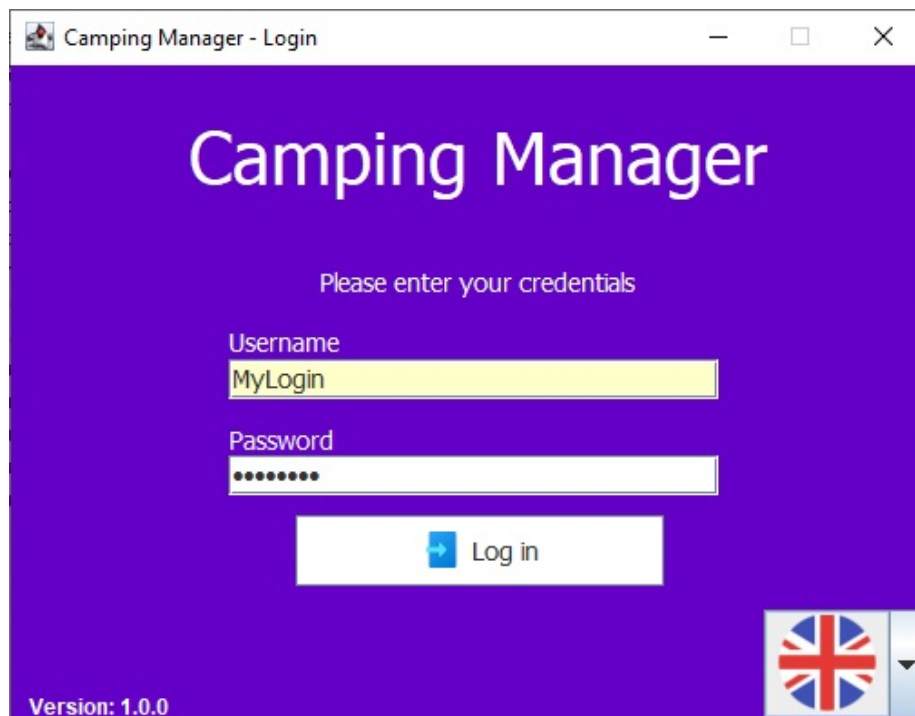 Camping Manager - Login
Camping Manager
Please enter your credentials
Username
MyLogin
Password
••••••••
Log in
Version: 1.0.0